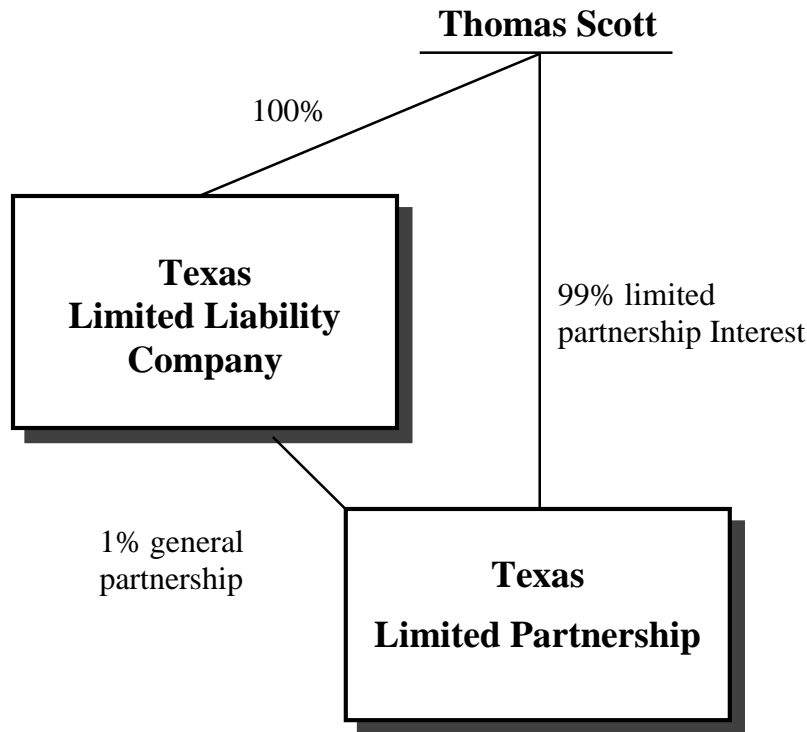 Thomas Scott
100%
Texas
Limited Liability
Company
99% limited
partnership Interest
1% general
partnership
Texas
Limited Partnership